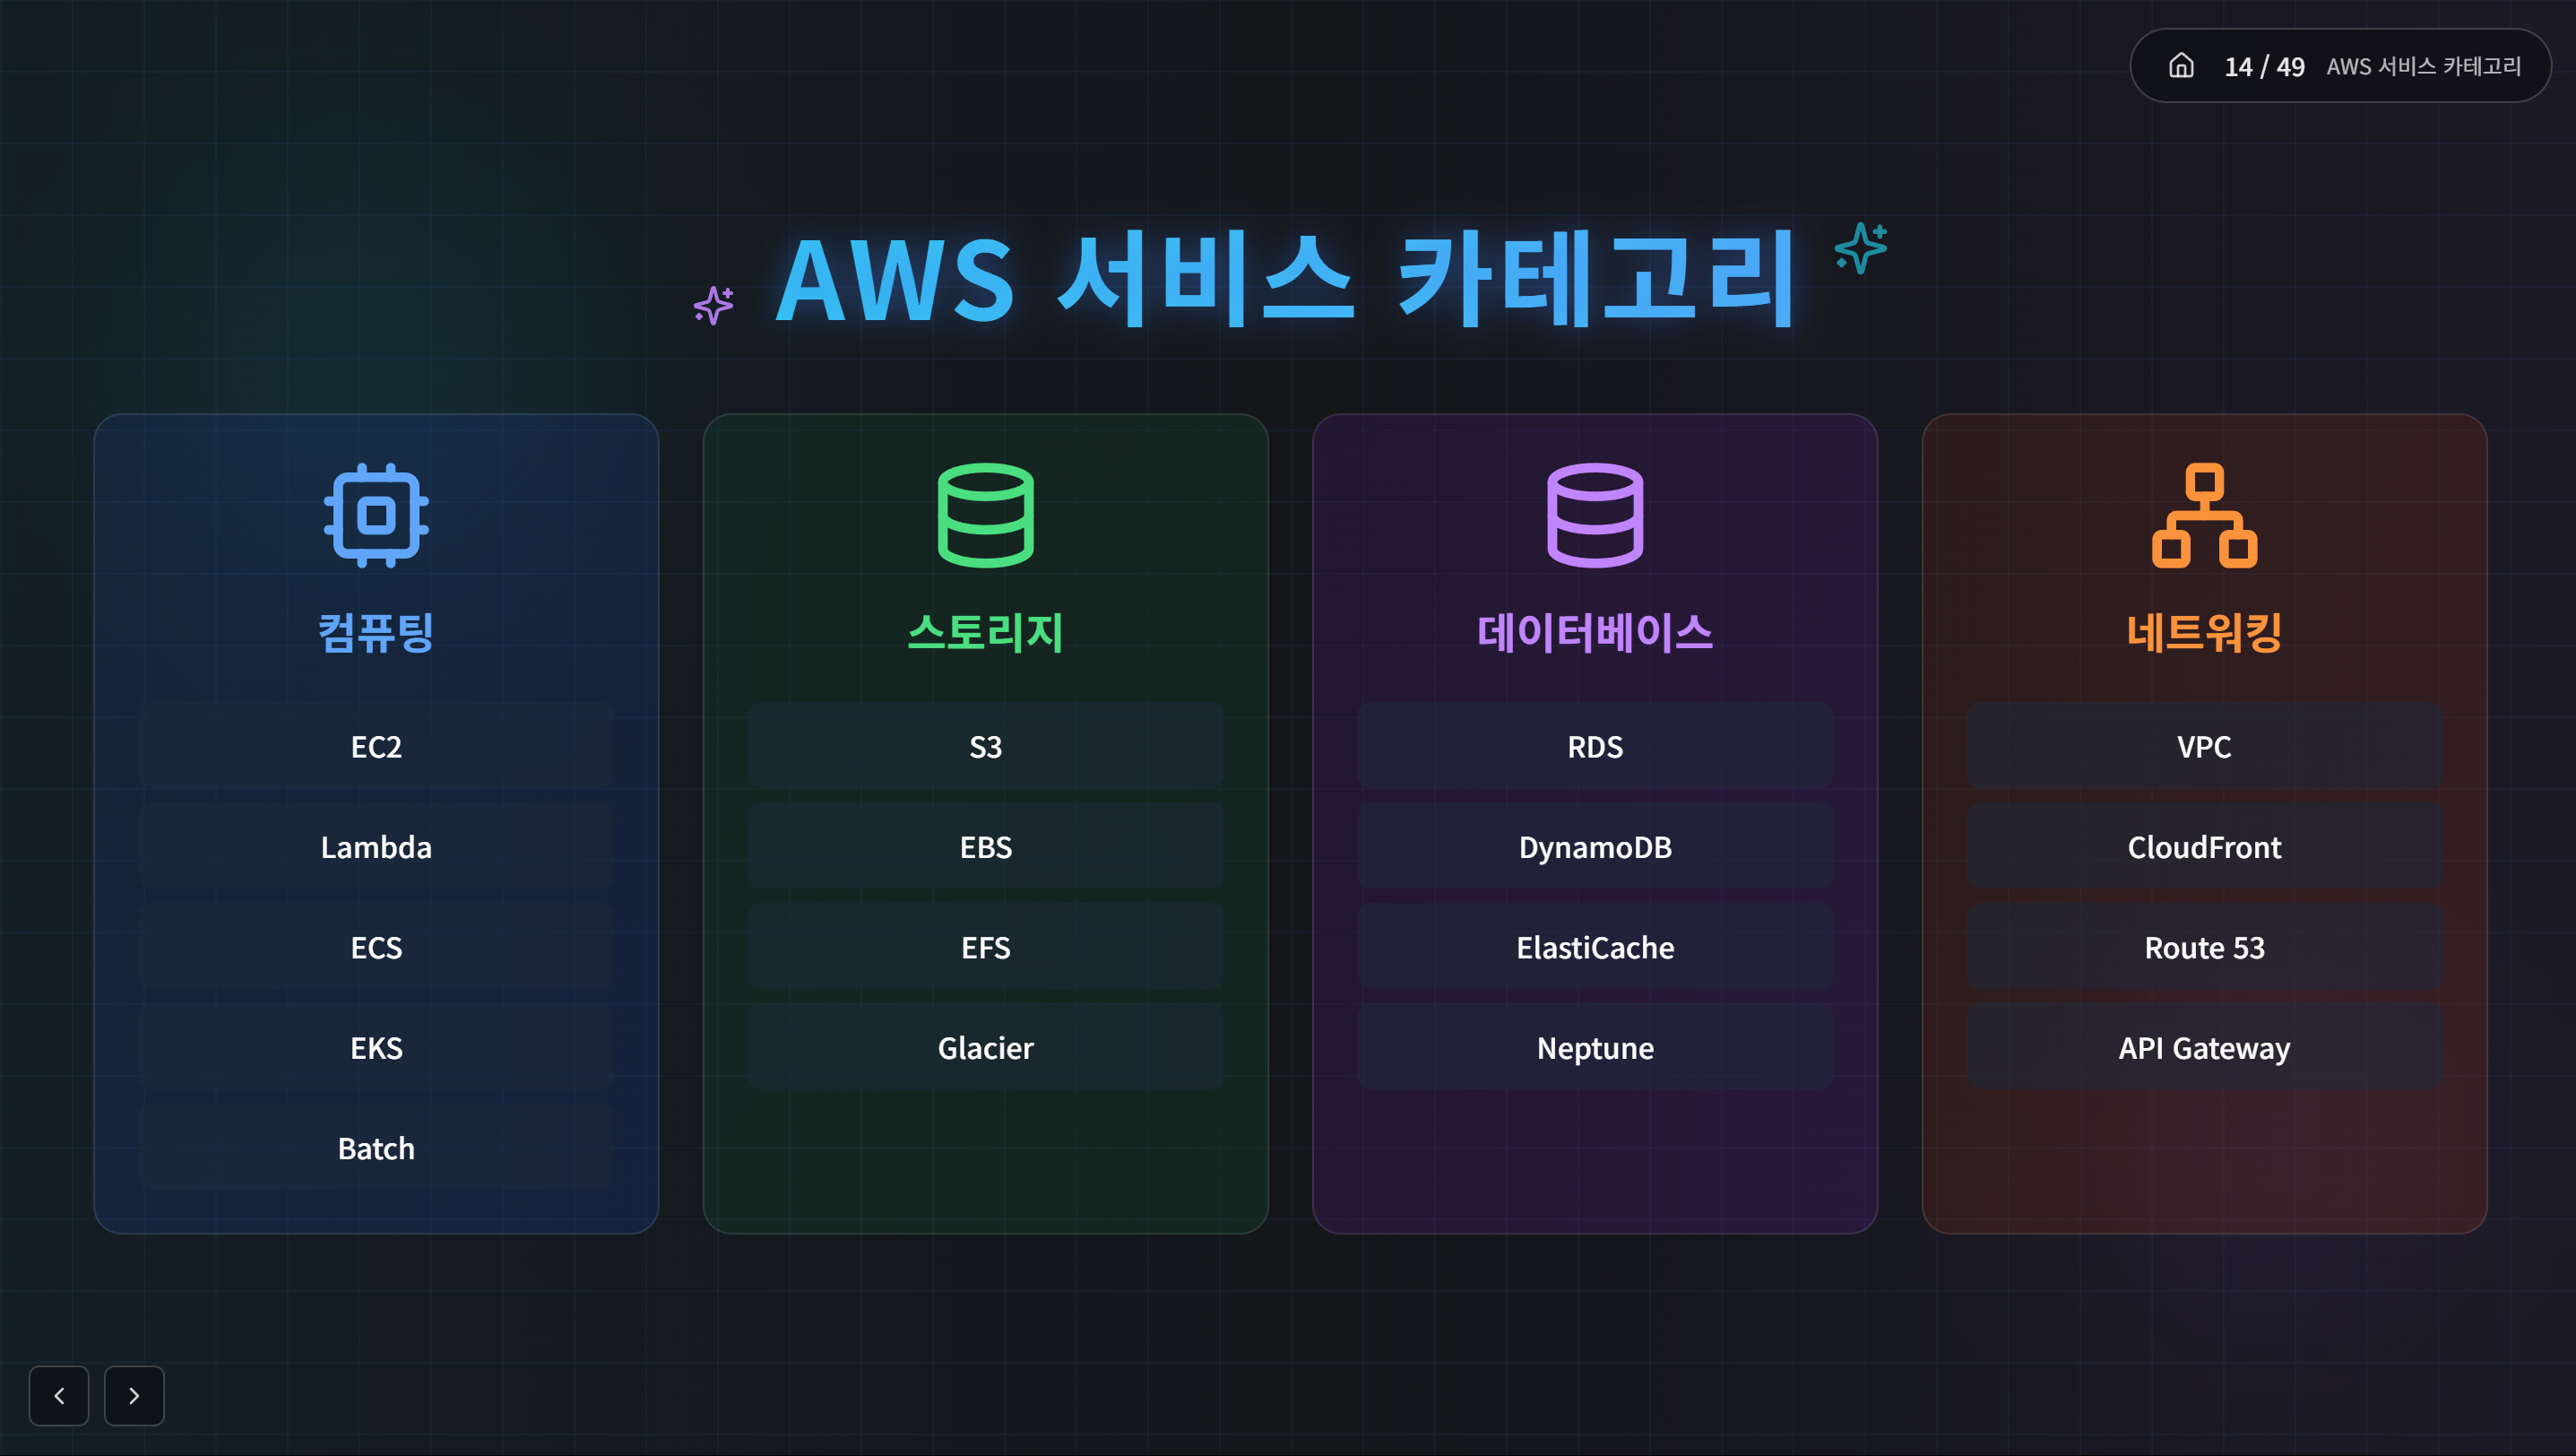 14 / 49 AWS 서비스 카테고리
AWS 서비스 카테고리
컴퓨팅
EC2
Lambda
ECS
EKS
Batch
스토리지
S3
EBS
EFS
Glacier
데이터베이스
RDS
DynamoDB
ElastiCache
Neptune
네트워킹
VPC
CloudFront
Route 53
API Gateway